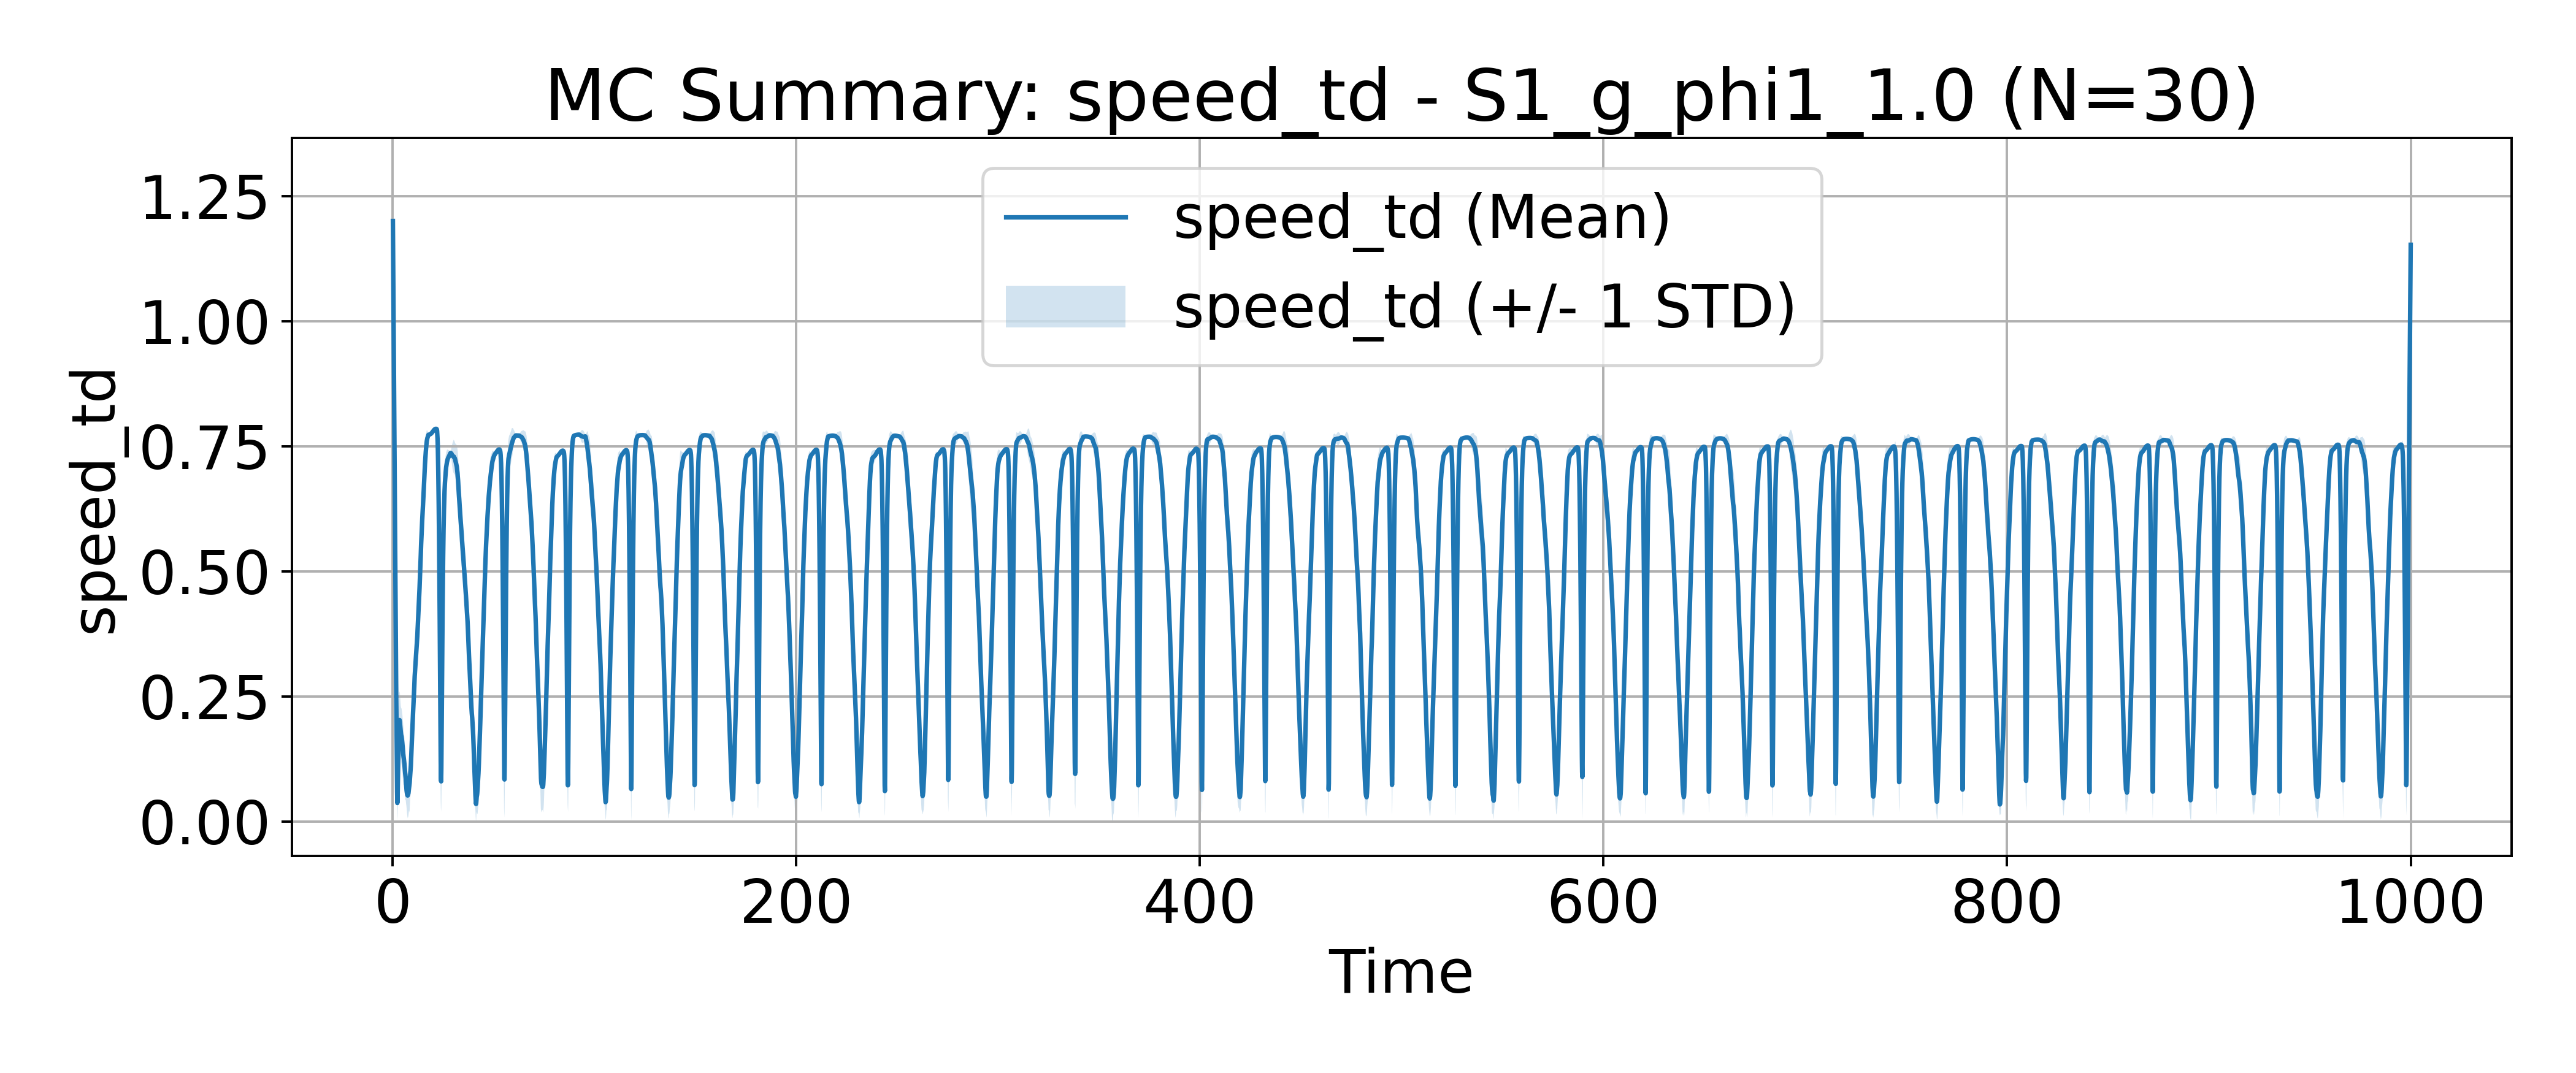 MC Summary: speed_td - S1_g_phi1_1.0 (N=30)
speed_td (Mean)
speed_td (+/- 1 STD)
speed_td
1.25
1.00
0.75
0.50
0.25
0.00
0 200 400 600 800 1000
Time